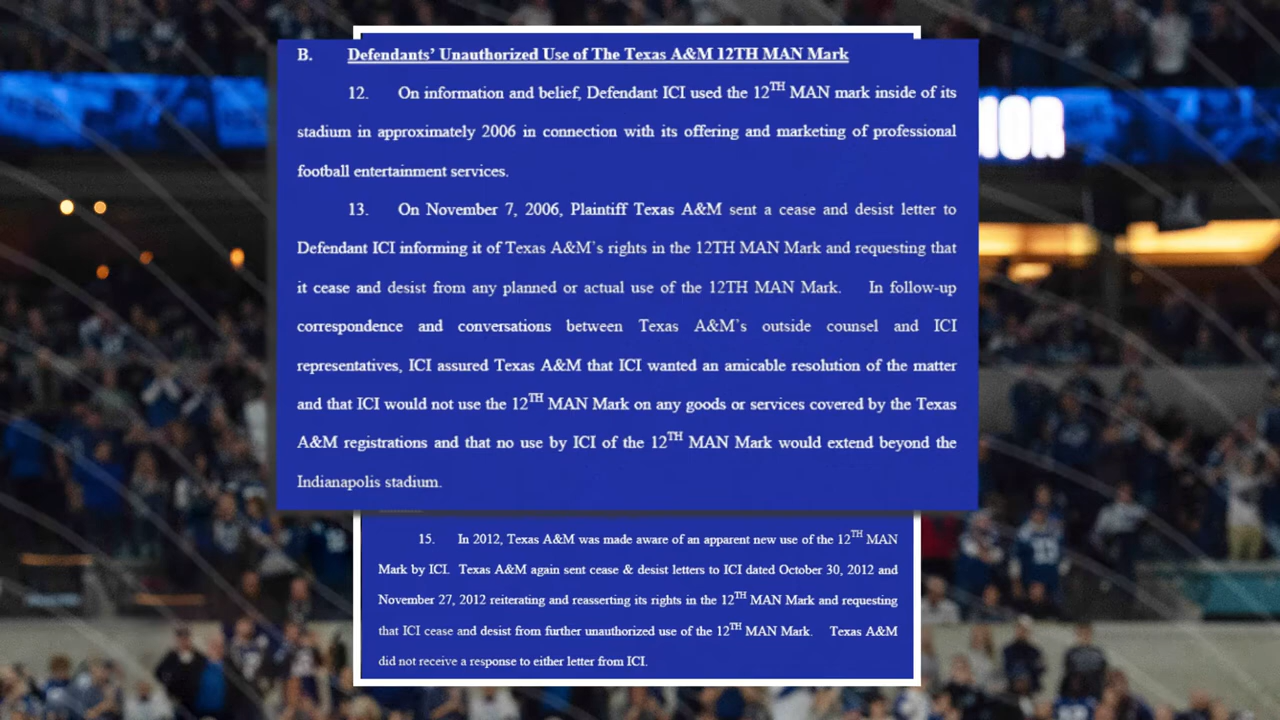 B. Defendants' Unauthorized Use of The Texas A&M 12TH MAN Mark
12. On information and belief, Defendant ICI used the 12TH MAN mark inside of its
stadium in approximately 2006 in connection with its offering and marketing of professional
football entertainment services.
13. On November 7, 2006, Plaintiff Texas A&M sent a cease and desist letter to
Defendant ICI informing it of Texas A&M's rights in the 12TH MAN Mark and requesting that
it cease and desist from any planned or actual use of the 12TH MAN Mark. In follow-up
correspondence and conversations between Texas A&M's outside counsel and ICI
representatives, ICI assured Texas A&M that ICI wanted an amicable resolution of the matter
and that ICI would not use the 12TH MAN Mark on any goods or services covered by the Texas
A&M registrations and that no use by ICI of the 12TH MAN Mark would extend beyond the
Indianapolis stadium.
15. In 2012, Texas A&M was made aware of an apparent new use of the 12TH MAN
Mark by ICI. Texas A&M again sent cease & desist letters to ICI dated October 30, 2012 and
November 27, 2012 reiterating and reasserting its rights in the 12TH MAN Mark and requesting
that ICI cease and desist from further unauthorized use of the 12TH MAN Mark. Texas A&M
did not receive a response to either letter from ICI.